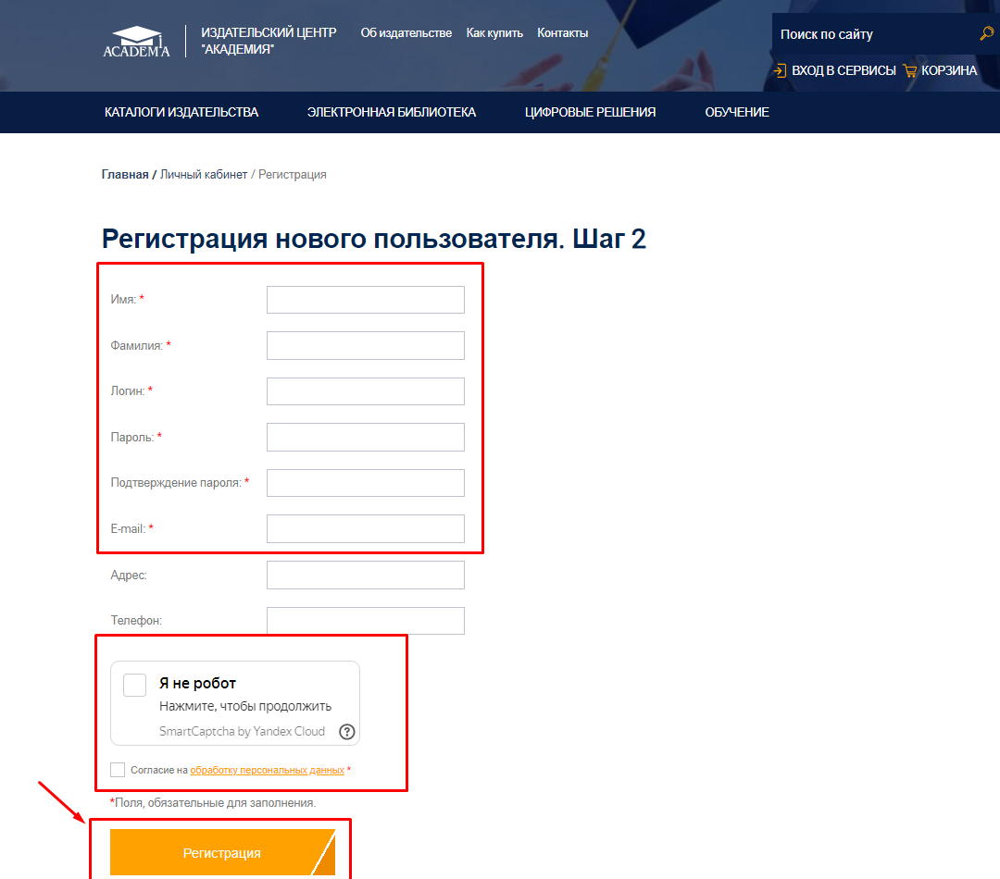 ACADEMA
ИЗДАТЕЛЬСКИЙ ЦЕНТР
"АКАДЕМИЯ"
Об издательстве Как купить Контакты
Поиск по сайту
ВХОД В СЕРВИСЫ КОРЗИНА
КАТАЛОГИ ИЗДАТЕЛЬСТВА ЭЛЕКТРОННАЯ БИБЛИОТЕКА ЦИФРОВЫЕ РЕШЕНИЯ ОБУЧЕНИЕ
Главная / Личный кабинет / Регистрация
Регистрация нового пользователя. Шаг 2
Имя: *
Фамилия: *
Логин: *
Пароль: *
Подтверждение пароля: *
E-mail: *
Адрес:
Телефон:
Я не робот
Нажмите, чтобы продолжить
SmartCaptcha by Yandex Cloud ?
Согласие на обработку персональных данных *
*Поля, обязательные для заполнения.
Регистрация